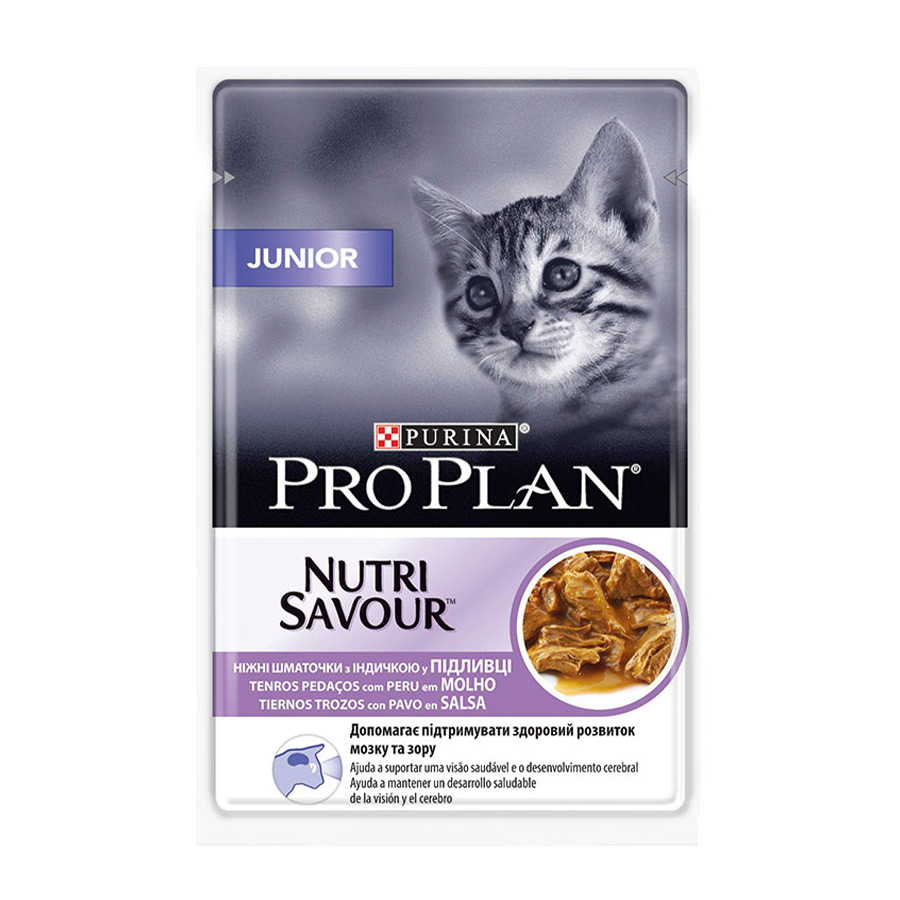 JUNIOR
PURINA®
PRO PLAN®
NUTRI
SAVOUR™
НІЖНІ ШМАТОЧКИ з ІНДИЧКОЮ у ПІДЛИВЦІ
TENROS PEDAÇOS com PERU em MOLHO
TIERNOS TROZOS con PAVO en SALSA
Допомагає підтримувати здоровий розвиток
мозку та зору
Ajuda a suportar uma visão saudável e o desenvolvimento cerebral
Ayuda a mantener un desarrollo saludable
de la visión y el cerebro